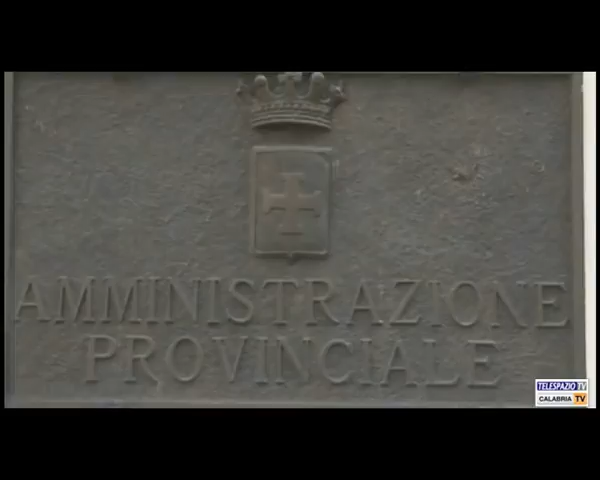 AMMINISTRAZIONE
PROVINCIALE
TELESPAZIO TV
CALABRIA TV